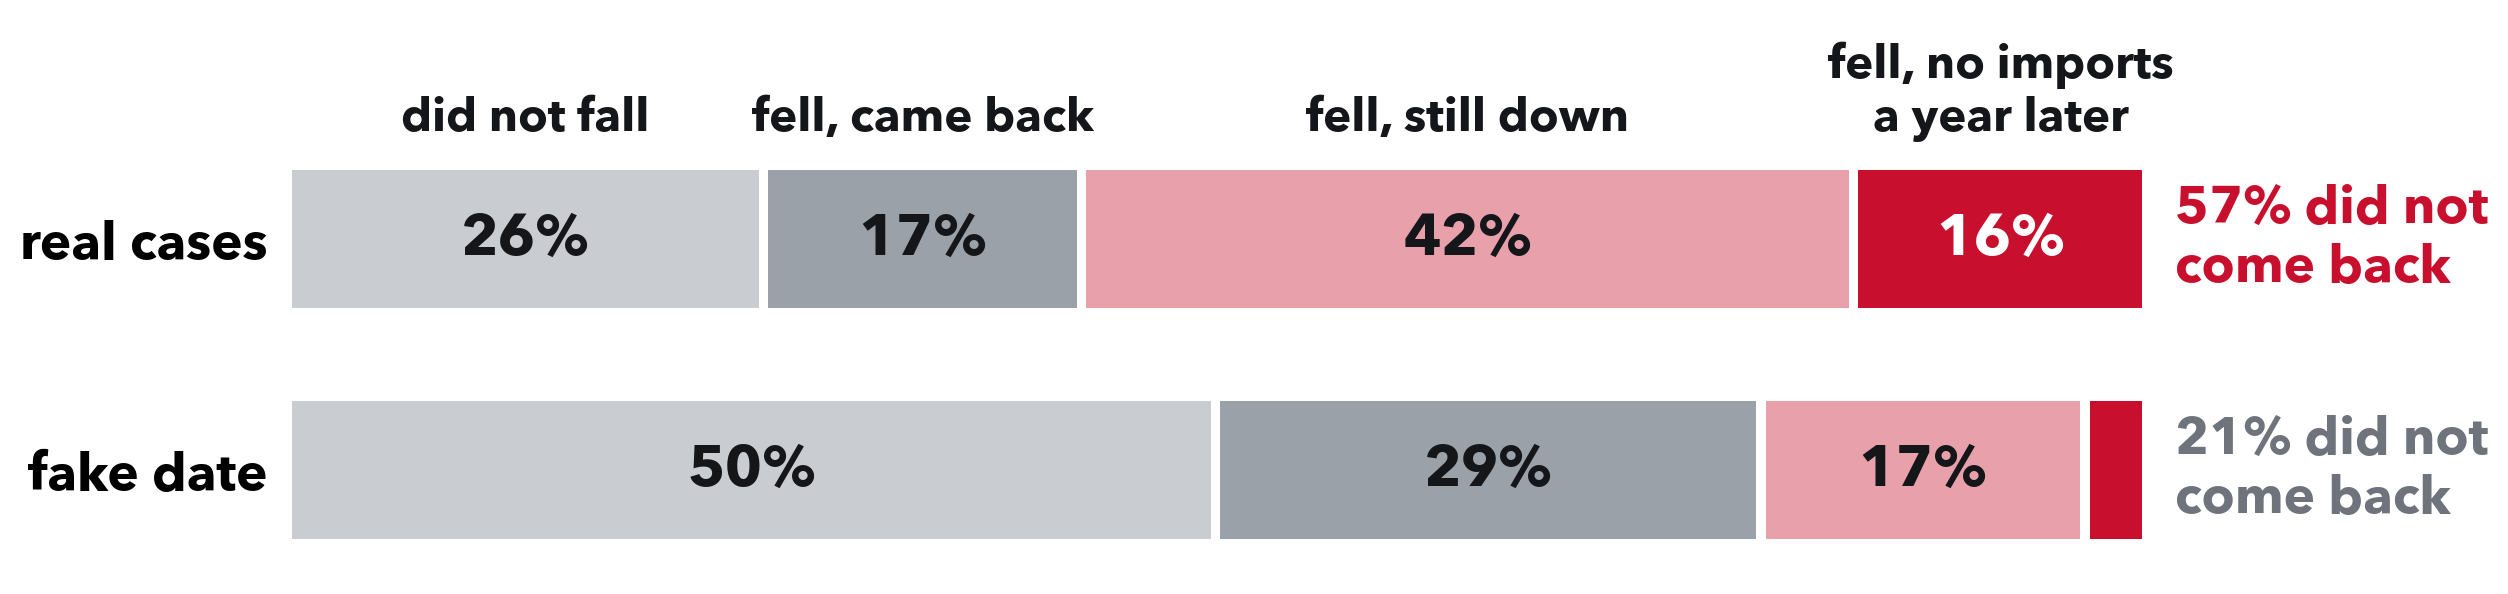 fell, no imports
did not fall fell, came back fell, still down a year later
real cases 26% 17% 42% 16% 57% did not
come back
fake date 50% 29% 17% 21% did not
come back